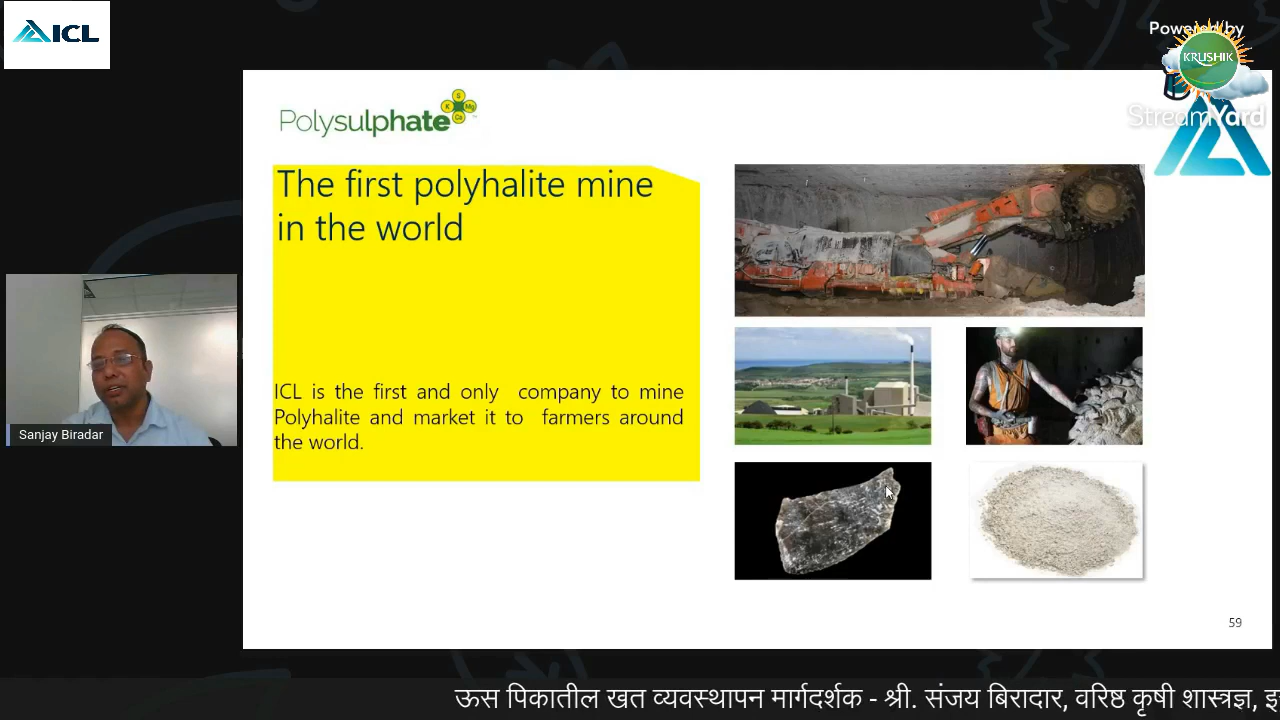 ICL
Powered by
KRUSHIK
StreamYard
Polysulphate
K S Mg Ca
The first polyhalite mine
in the world
ICL is the first and only company to mine
Polyhalite and market it to farmers around
the world.
Sanjay Biradar
59
ऊस पिकातील खत व्यवस्थापन मार्गदर्शक - श्री. संजय बिरादार, वरिष्ठ कृषी शास्त्रज्ञ,